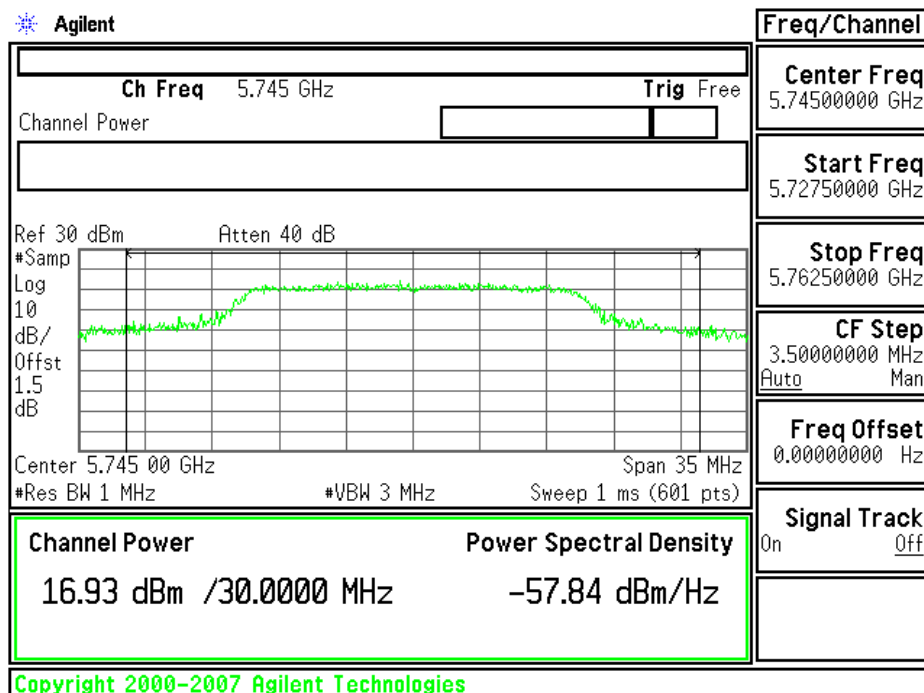 Agilent
Freq/Channel
Ch Freq 5.745 GHz Trig Free
Channel Power
Center Freq
5.74500000 GHz
Start Freq
5.72750000 GHz
Stop Freq
5.76250000 GHz
CF Step
3.50000000 MHz
Auto Man
Freq Offset
0.00000000 Hz
Signal Track
On Off
Ref 30 dBm Atten 40 dB
#Samp
Log
10
dB/
Offst
1.5
dB
Center 5.745 00 GHz Span 35 MHz
#Res BW 1 MHz #VBW 3 MHz Sweep 1 ms (601 pts)
Channel Power Power Spectral Density
16.93 dBm /30.0000 MHz -57.84 dBm/Hz
Copyright 2000-2007 Agilent Technologies